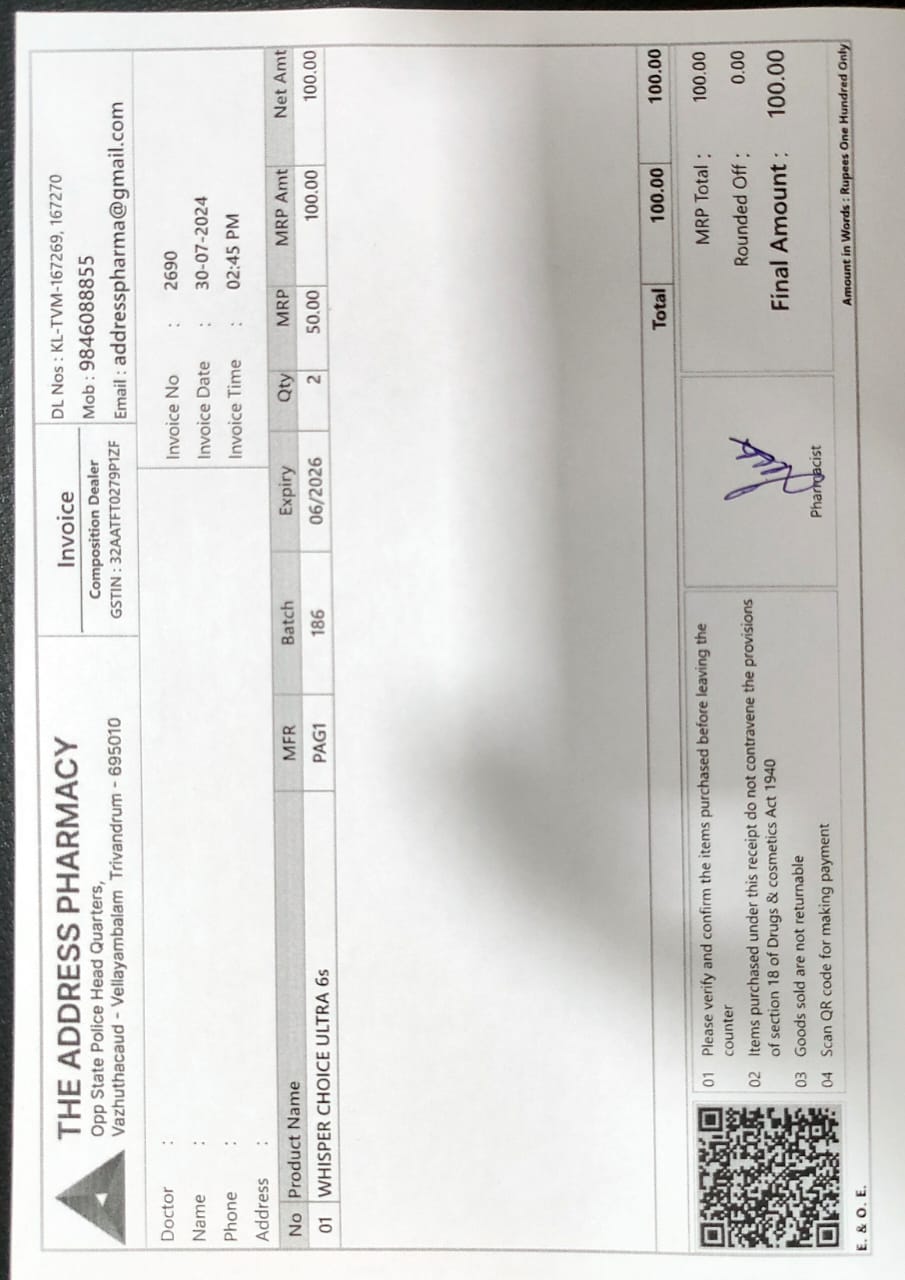 THE ADDRESS PHARMACY
Opp State Police Head Quarters,
Vazhuthacaud - Vellayambalam Trivandrum - 695010
Invoice
Composition Dealer
GSTIN : 32AATFT0279P1ZF
DL Nos : KL-TVM-167269, 167270
Mob : 9846088855
Email : addresspharma@gmail.com
Doctor :
Name :
Phone :
Address :
Invoice No : 2690
Invoice Date : 30-07-2024
Invoice Time : 02:45 PM
No Product Name MFR Batch Expiry Qty MRP MRP Amt Net Amt
01 WHISPER CHOICE ULTRA 6s PAG1 186 06/2026 2 50.00 100.00 100.00
Total 100.00 100.00
01 Please verify and confirm the items purchased before leaving the
counter
02 Items purchased under this receipt do not contravene the provisions
of section 18 of Drugs & cosmetics Act 1940
03 Goods sold are not returnable
04 Scan QR code for making payment
Pharmacist
MRP Total : 100.00
Rounded Off : 0.00
Final Amount : 100.00
Amount in Words : Rupees One Hundred Only
E. & O. E.